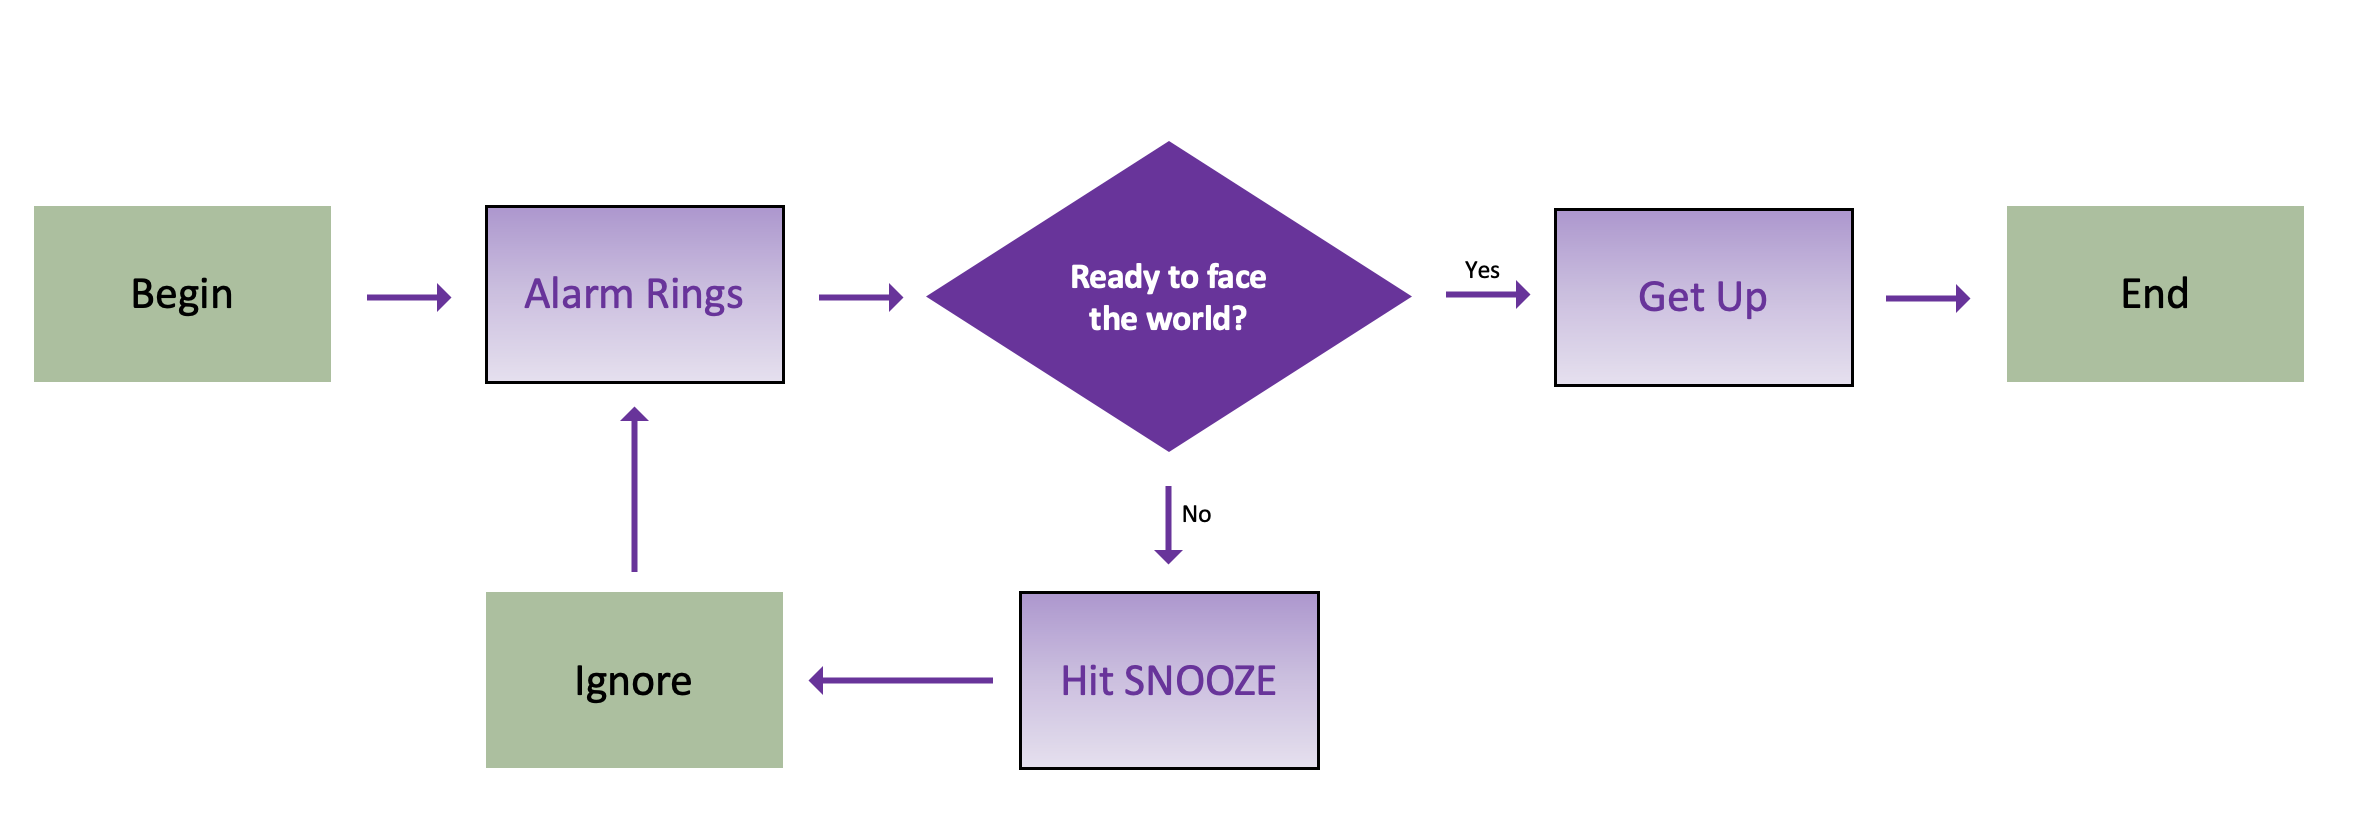 Begin
Alarm Rings
Ready to face
the world?
Yes
Get Up
End
No
Ignore
Hit SNOOZE